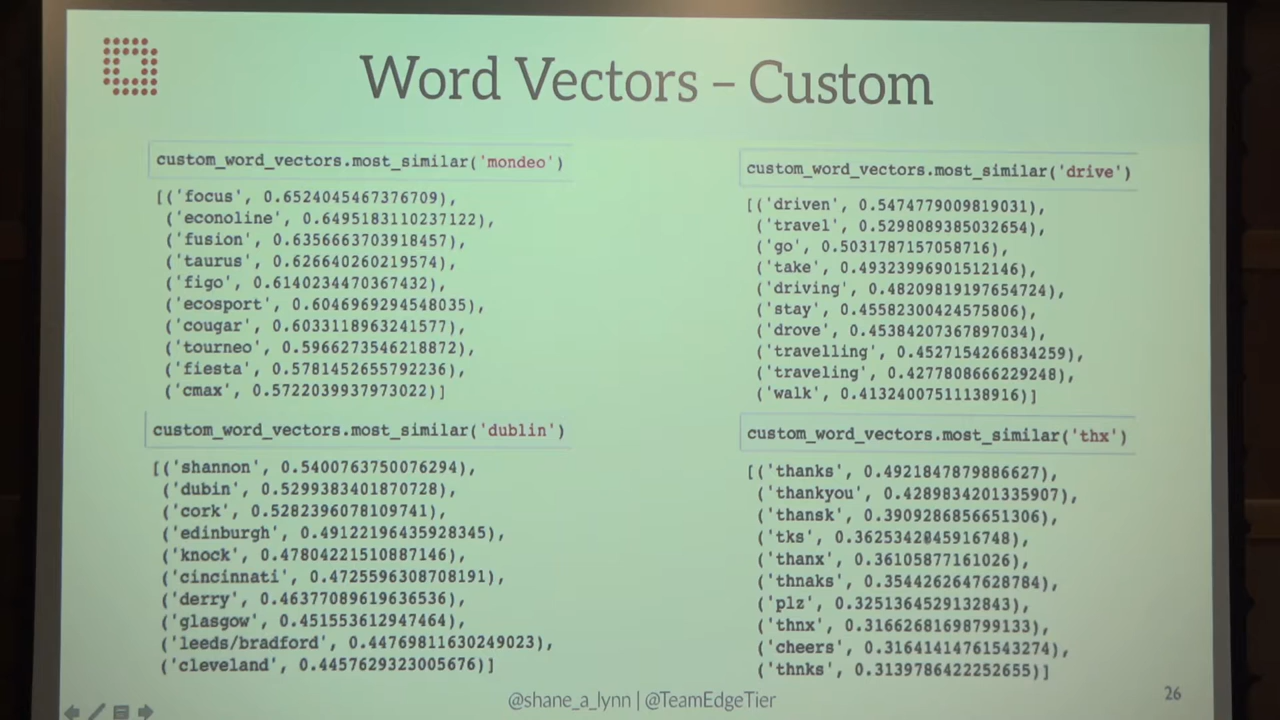 Word Vectors – Custom
custom_word_vectors.most_similar('mondeo')
[('focus', 0.6524045467376709),
('econoline', 0.6495183110237122),
('fusion', 0.6356663703918457),
('taurus', 0.626640260219574),
('figo', 0.6140234470367432),
('ecosport', 0.6046969294548035),
('cougar', 0.6033118963241577),
('tourneo', 0.5966273546218872),
('fiesta', 0.5781452655792236),
('cmax', 0.5722039937973022)]
custom_word_vectors.most_similar('dublin')
[('shannon', 0.5400763750076294),
('dubin', 0.5299383401870728),
('cork', 0.5282396078109741),
('edinburgh', 0.49122196435928345),
('knock', 0.47804221510887146),
('cincinnati', 0.4725596308708191),
('derry', 0.46377089619636536),
('glasgow', 0.451553612947464),
('leeds/bradford', 0.44769811630249023),
('cleveland', 0.4457629323005676)]
custom_word_vectors.most_similar('drive')
[('driven', 0.5474779009819031),
('travel', 0.5298089385032654),
('go', 0.5031787157058716),
('take', 0.49323996901512146),
('driving', 0.48209819197654724),
('stay', 0.45582300424575806),
('drove', 0.45384207367897034),
('travelling', 0.4527154266834259),
('traveling', 0.4277808666229248),
('walk', 0.41324007511138916)]
custom_word_vectors.most_similar('thx')
[('thanks', 0.4921847879886627),
('thankyou', 0.4289834201335907),
('thansk', 0.3909286856651306),
('tks', 0.3625342845916748),
('thanx', 0.36105877161026),
('thnaks', 0.3544262647628784),
('plz', 0.3251364529132843),
('thnx', 0.31662681698799133),
('cheers', 0.31641414761543274),
('thnks', 0.3139786422252655)]
@shane_a_lynn | @TeamEdgeTier
26